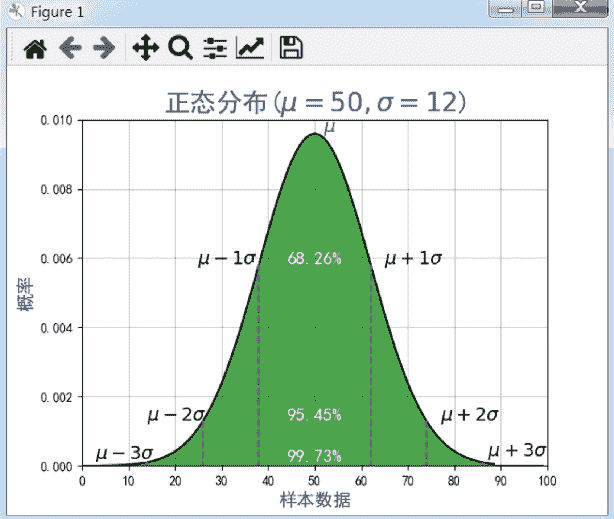 Figure 1
正态分布(μ = 50, σ = 12)
μ
0.010
0.008
0.006
0.004
0.002
0.000
概率
μ − 1σ
68.26%
μ + 1σ
μ − 2σ
95.45%
μ + 2σ
μ − 3σ
99.73%
μ + 3σ
0 10 20 30 40 50 60 70 80 90 100
样本数据